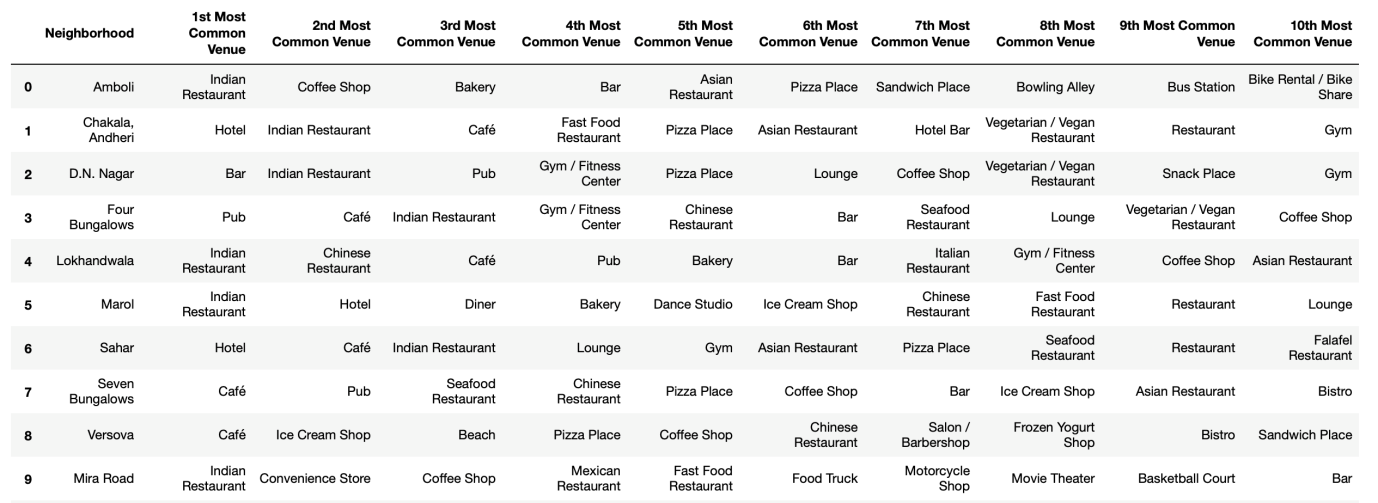 Neighborhood 1st Most Common Venue 2nd Most Common Venue 3rd Most Common Venue 4th Most Common Venue 5th Most Common Venue 6th Most Common Venue 7th Most Common Venue 8th Most Common Venue 9th Most Common Venue 10th Most Common Venue
0 Amboli Indian Restaurant Coffee Shop Bakery Bar Asian Restaurant Pizza Place Sandwich Place Bowling Alley Bus Station Bike Rental / Bike Share
1 Chakala, Andheri Hotel Indian Restaurant Café Fast Food Restaurant Pizza Place Asian Restaurant Hotel Bar Vegetarian / Vegan Restaurant Restaurant Gym
2 D.N. Nagar Bar Indian Restaurant Pub Gym / Fitness Center Pizza Place Lounge Coffee Shop Vegetarian / Vegan Restaurant Snack Place Gym
3 Four Bungalows Pub Café Indian Restaurant Gym / Fitness Center Chinese Restaurant Bar Seafood Restaurant Lounge Vegetarian / Vegan Restaurant Coffee Shop
4 Lokhandwala Indian Restaurant Chinese Restaurant Café Pub Bakery Bar Italian Restaurant Gym / Fitness Center Coffee Shop Asian Restaurant
5 Marol Indian Restaurant Hotel Diner Bakery Dance Studio Ice Cream Shop Chinese Restaurant Fast Food Restaurant Restaurant Lounge
6 Sahar Hotel Café Indian Restaurant Lounge Gym Asian Restaurant Pizza Place Seafood Restaurant Restaurant Falafel Restaurant
7 Seven Bungalows Café Pub Seafood Restaurant Chinese Restaurant Pizza Place Coffee Shop Bar Ice Cream Shop Asian Restaurant Bistro
8 Versova Café Ice Cream Shop Beach Pizza Place Coffee Shop Chinese Restaurant Salon / Barbershop Frozen Yogurt Shop Bistro Sandwich Place
9 Mira Road Indian Restaurant Convenience Store Coffee Shop Mexican Restaurant Fast Food Restaurant Food Truck Motorcycle Shop Movie Theater Basketball Court Bar